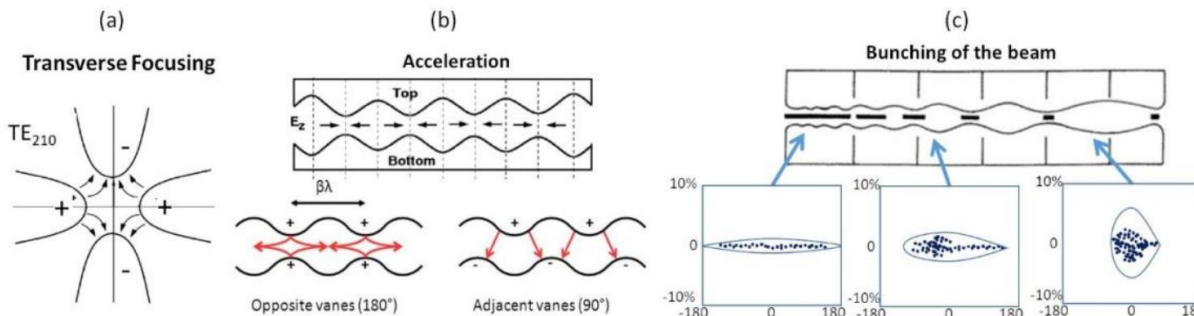 (a)
Transverse Focusing
TE210
-
+
+
-
(b)
Acceleration
Top
Ez
Bottom
βλ
+ +
+ +
Opposite vanes (180°)
+ +
- - -
Adjacent vanes (90°)
(c)
Bunching of the beam
10%
0
-10%
-180 0 180
10%
0
-10%
-180 0 180
10%
0
-10%
-180 0 180